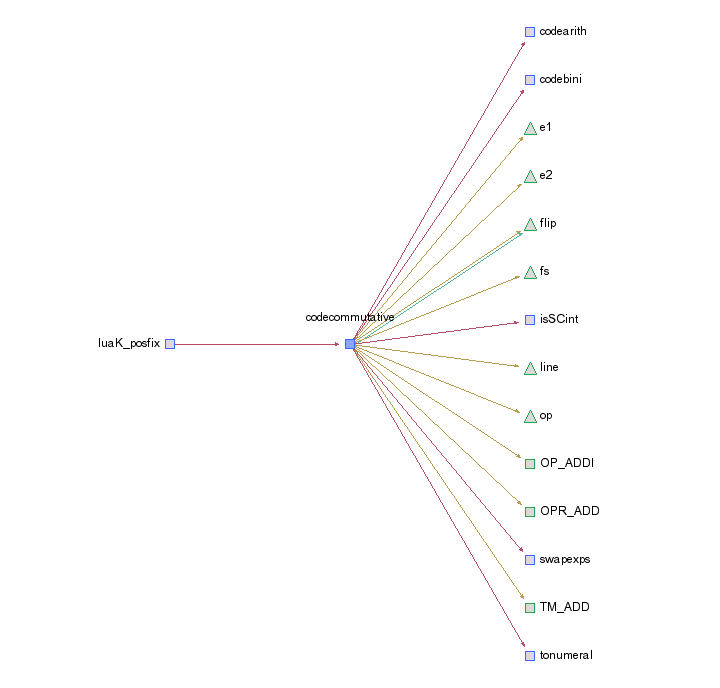 codearith
codebini
e1
e2
flip
fs
codecommutative
isSCint
luaK_posfix
line
op
OP_ADDI
OPR_ADD
swapexps
TM_ADD
tonumeral